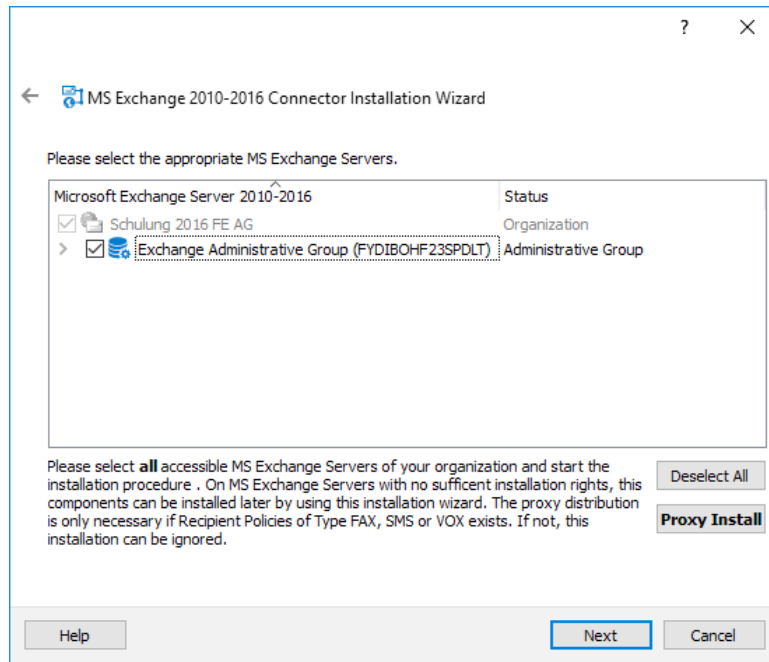 ?
MS Exchange 2010-2016 Connector Installation Wizard
Please select the appropriate MS Exchange Servers.
Microsoft Exchange Server 2010-2016 Status
Schulung 2016 FE AG Organization
Exchange Administrative Group (FYDIBOHF23SPDLT) Administrative Group
Please select all accessible MS Exchange Servers of your organization and start the
installation procedure . On MS Exchange Servers with no sufficent installation rights, this
components can be installed later by using this installation wizard. The proxy distribution
is only necessary if Recipient Policies of Type FAX, SMS or VOX exists. If not, this
installation can be ignored.
Deselect All
Proxy Install
Help Next Cancel